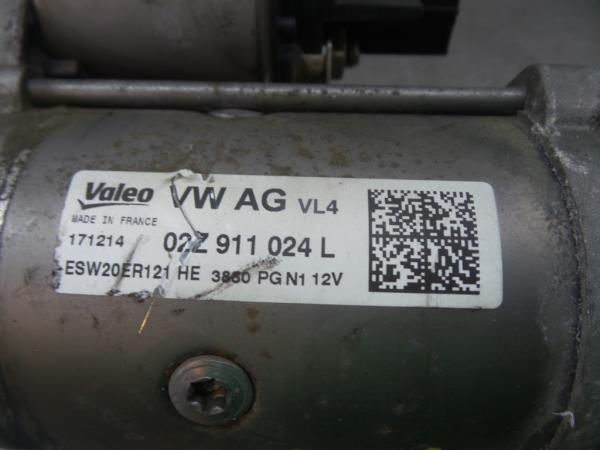 Valeo VW AG VL4
MADE IN FRANCE
171214 02Z 911 024 L
ESW20ER121 HE 3860 PG N1 12V